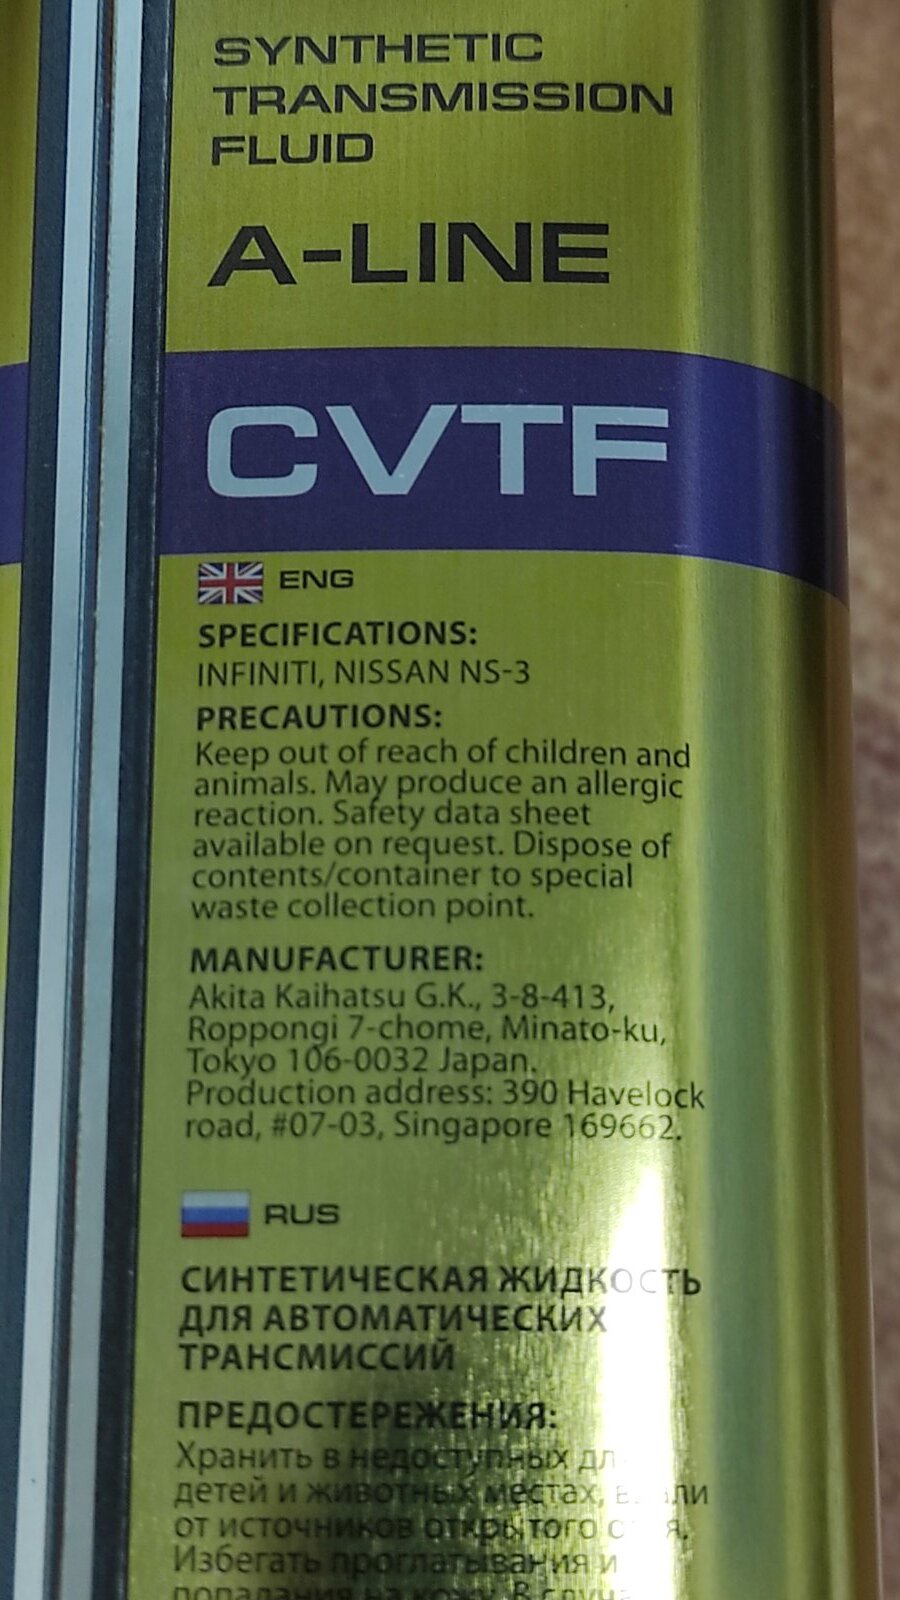 SYNTHETIC
TRANSMISSION
FLUID
A-LINE
CVTF
ENG
SPECIFICATIONS:
INFINITI, NISSAN NS-3
PRECAUTIONS:
Keep out of reach of children and
animals. May produce an allergic
reaction. Safety data sheet
available on request. Dispose of
contents/container to special
waste collection point.
MANUFACTURER:
Akita Kaihatsu G.K., 3-8-413,
Roppongi 7-chome, Minato-ku,
Tokyo 106-0032 Japan.
Production address: 390 Havelock
road, #07-03, Singapore 169662.
RUS
СИНТЕТИЧЕСКАЯ ЖИДКОСТЬ
ДЛЯ АВТОМАТИЧЕСКИХ
ТРАНСМИССИЙ
ПРЕДОСТЕРЕЖЕНИЯ:
Хранить в недоступных
детей и животных местах,
от источников открытого
Избегать проглатывания и
попадания на кожу. В